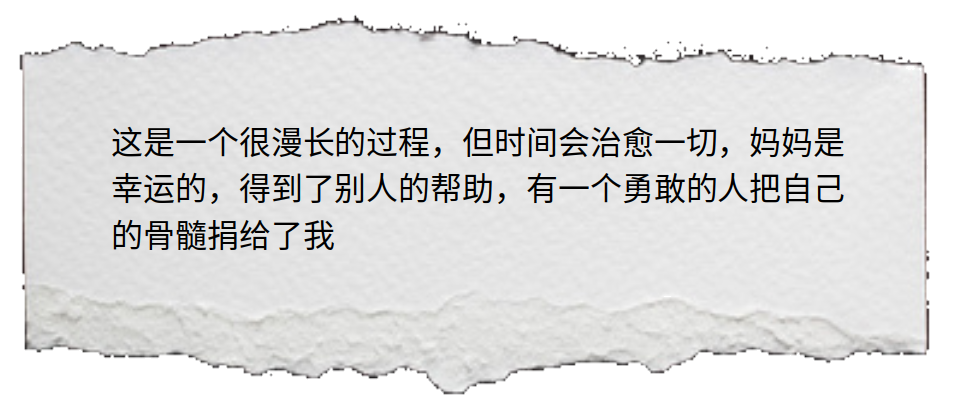 这是一个很漫长的过程，但时间会治愈一切，妈妈是
幸运的，得到了别人的帮助，有一个勇敢的人把自己
的骨髓捐给了我